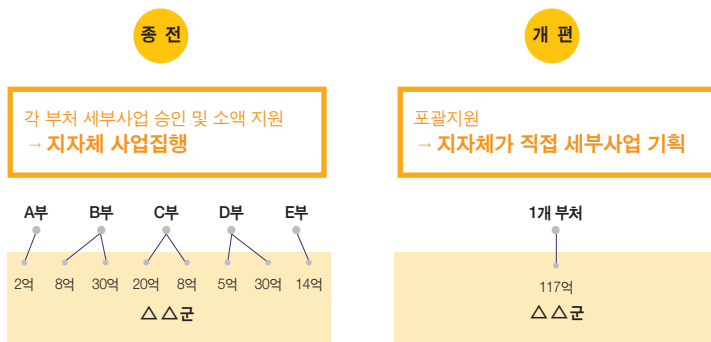 종 전
각 부처 세부사업 승인 및 소액 지원
→ 지자체 사업집행
A부 B부 C부 D부 E부
2억 8억 30억 20억 8억 5억 30억 14억
△△군
개 편
포괄지원
→ 지자체가 직접 세부사업 기획
1개 부처
117억
△△군